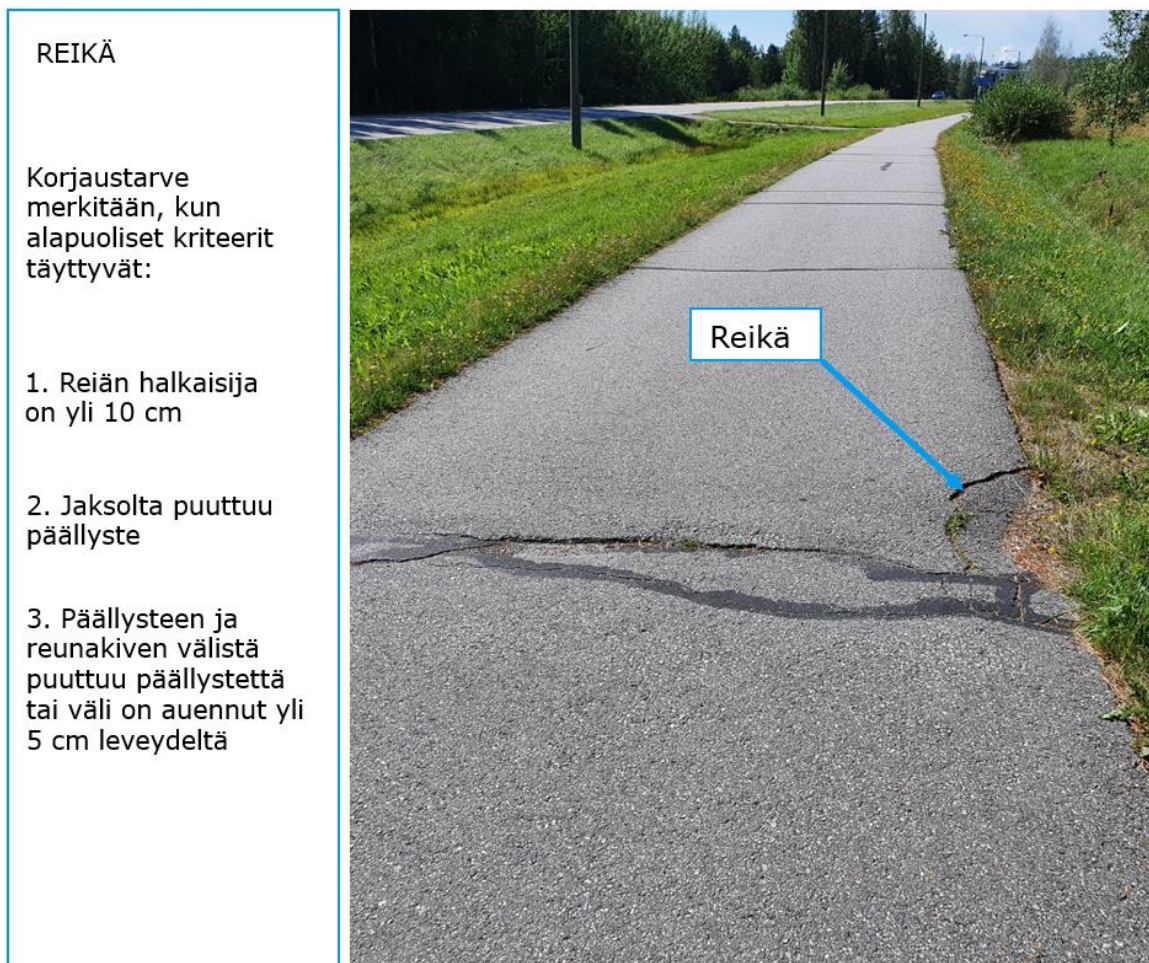 REIKÄ
Korjaustarve
merkitään, kun
alapuoliset kriteerit
täyttyvät:
1. Reiän halkaisija
on yli 10 cm
2. Jaksolta puuttuu
päällyste
3. Päällysteen ja
reunakiven välistä
puuttuu päällystettä
tai väli on auennut yli
5 cm leveydeltä
Reikä